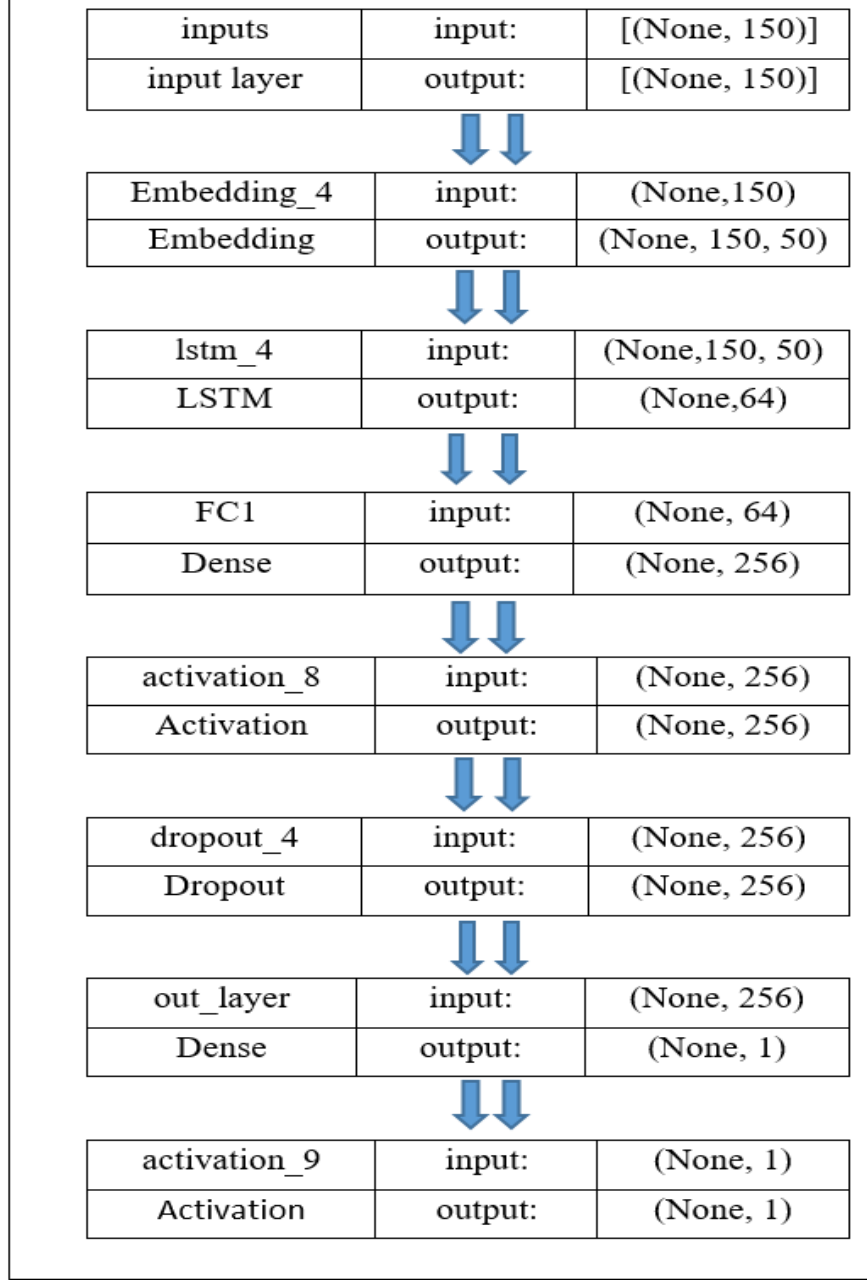 inputs input: [(None, 150)]
input layer output: [(None, 150)]
Embedding_4 input: (None,150)
Embedding output: (None, 150, 50)
lstm_4 input: (None,150, 50)
LSTM output: (None,64)
FC1 input: (None, 64)
Dense output: (None, 256)
activation_8 input: (None, 256)
Activation output: (None, 256)
dropout_4 input: (None, 256)
Dropout output: (None, 256)
out_layer input: (None, 256)
Dense output: (None, 1)
activation_9 input: (None, 1)
Activation output: (None, 1)